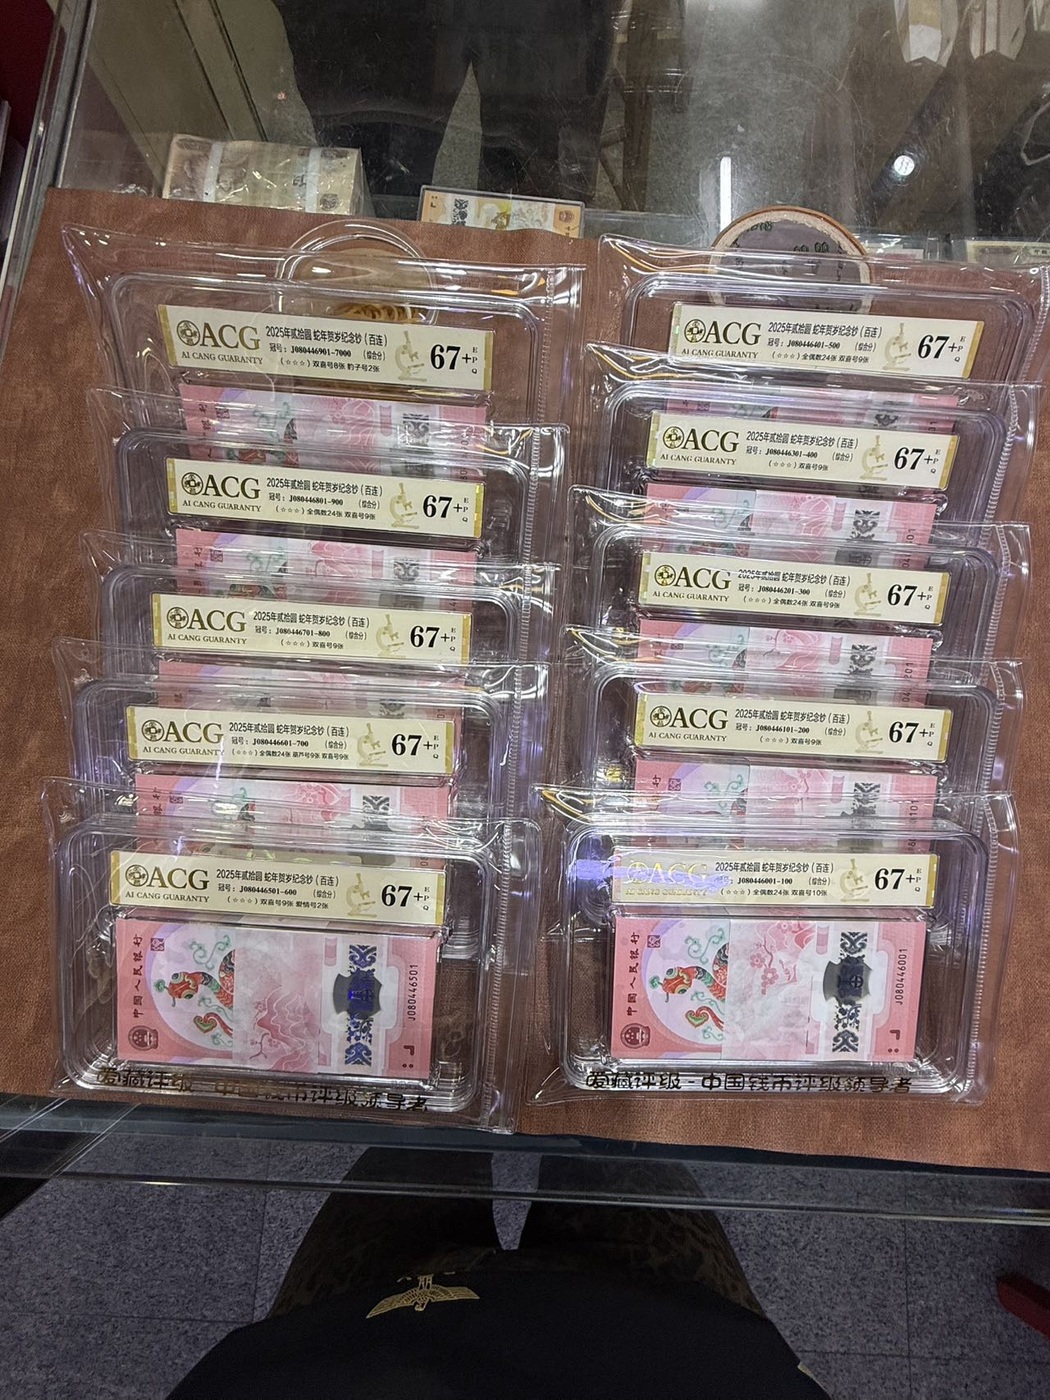 ACG
AI CANG GUARANTY
2025年贰拾圆 蛇年贺岁纪念钞 (百连)
冠号: J080446901-7000 (综合分)
(☆☆☆) 双喜号8张 豹子号2张
67+
EPQ
ACG
AI CANG GUARANTY
2025年贰拾圆 蛇年贺岁纪念钞 (百连)
冠号: J080446801-900 (综合分)
(☆☆☆) 全偶数24张 双喜号9张
67+
EPQ
ACG
AI CANG GUARANTY
2025年贰拾圆 蛇年贺岁纪念钞 (百连)
冠号: J080446701-800 (综合分)
(☆☆☆) 双喜号9张
67+
EPQ
ACG
AI CANG GUARANTY
2025年贰拾圆 蛇年贺岁纪念钞 (百连)
冠号: J080446601-700 (综合分)
(☆☆☆) 全偶数24张 葫芦号9张 双喜号9张
67+
EPQ
ACG
AI CANG GUARANTY
2025年贰拾圆 蛇年贺岁纪念钞 (百连)
冠号: J080446501-600 (综合分)
(☆☆☆) 双喜号9张 爱情号2张
67+
EPQ
中国人民银行
J080446501
爱藏评级-中国钱币评级领导者
ACG
AI CANG GUARANTY
2025年贰拾圆 蛇年贺岁纪念钞 (百连)
冠号: J080446401-500 (综合分)
(☆☆☆) 全偶数24张 双喜号9张
67+
EPQ
ACG
AI CANG GUARANTY
2025年贰拾圆 蛇年贺岁纪念钞 (百连)
冠号: J080446301-400 (综合分)
(☆☆☆) 双喜号9张
67+
EPQ
ACG
AI CANG GUARANTY
2025年贰拾圆 蛇年贺岁纪念钞 (百连)
冠号: J080446201-300 (综合分)
(☆☆☆) 全偶数24张 双喜号9张
67+
EPQ
ACG
AI CANG GUARANTY
2025年贰拾圆 蛇年贺岁纪念钞 (百连)
冠号: J080446101-200 (综合分)
(☆☆☆) 双喜号9张
67+
EPQ
ACG
2025年贰拾圆 蛇年贺岁纪念钞 (百连)
冠号: J080446001-100 (综合分)
(☆☆☆) 全偶数24张 双喜号10张
67+
EPQ
中国人民银行
J080446001
爱藏评级-中国钱币评级领导者